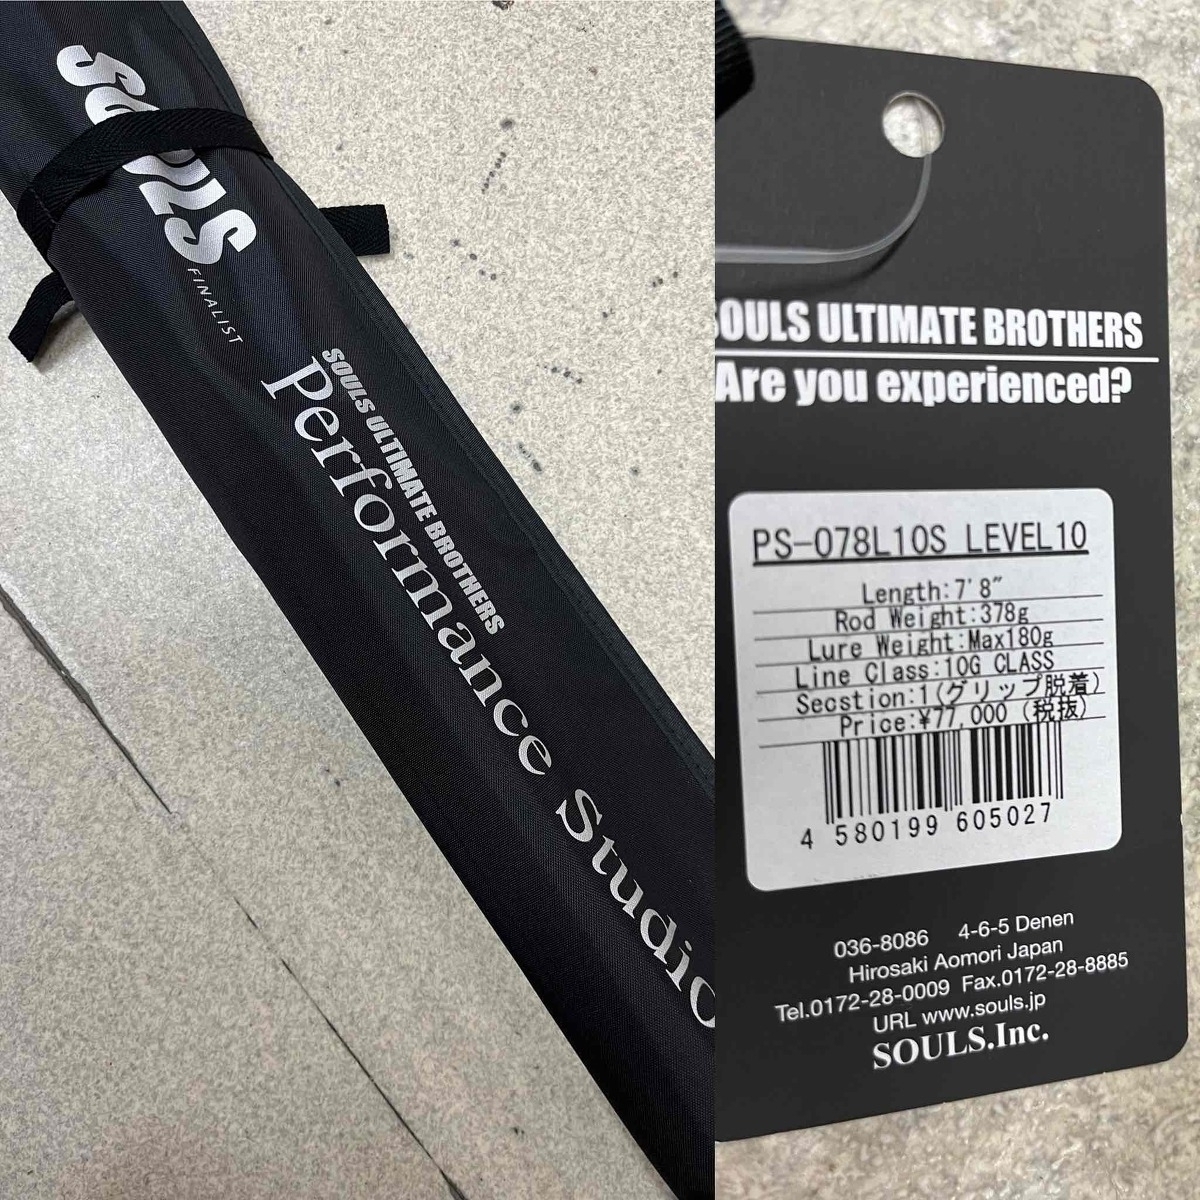 SOULS
FINALIST
SOULS ULTIMATE BROTHERS
Performance Studio
SOULS ULTIMATE BROTHERS
Are you experienced?
PS-078L10S LEVEL10
Length:7'8"
Rod Weight:378g
Lure Weight:Max180g
Line Class:10G CLASS
Secstion:1(グリップ脱着)
Price:¥77,000 (税抜)
4 580199 605027
036-8086 4-6-5 Denen
Hirosaki Aomori Japan
Tel.0172-28-0009 Fax.0172-28-8885
URL www.souls.jp
SOULS.Inc.